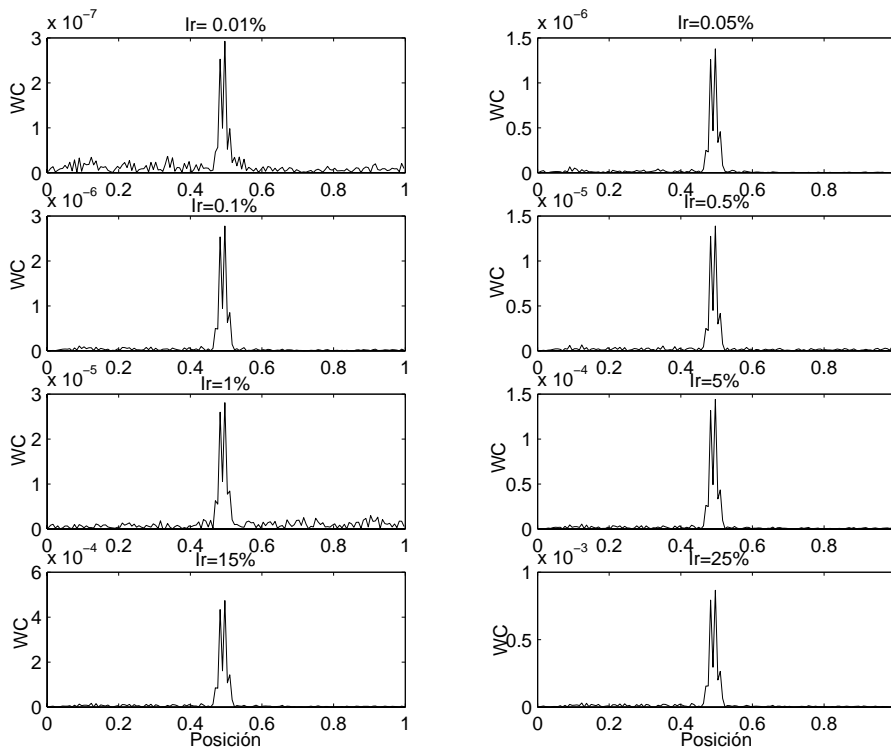 x 10⁻⁷
Ir= 0.01%
3
2
1
0
WC
0 0.2 0.4 0.6 0.8 1
x 10⁻⁶
Ir=0.05%
1.5
1
0.5
0
WC
0 0.2 0.4 0.6 0.8
x 10⁻⁶
Ir=0.1%
3
2
1
0
WC
0 0.2 0.4 0.6 0.8 1
x 10⁻⁵
Ir=0.5%
1.5
1
0.5
0
WC
0 0.2 0.4 0.6 0.8
x 10⁻⁵
Ir=1%
3
2
1
0
WC
0 0.2 0.4 0.6 0.8 1
x 10⁻⁴
Ir=5%
1.5
1
0.5
0
WC
0 0.2 0.4 0.6 0.8
x 10⁻⁴
Ir=15%
6
4
2
0
WC
0 0.2 0.4 0.6 0.8 1
Posición
x 10⁻³
Ir=25%
1
0.5
0
WC
0 0.2 0.4 0.6 0.8
Posición